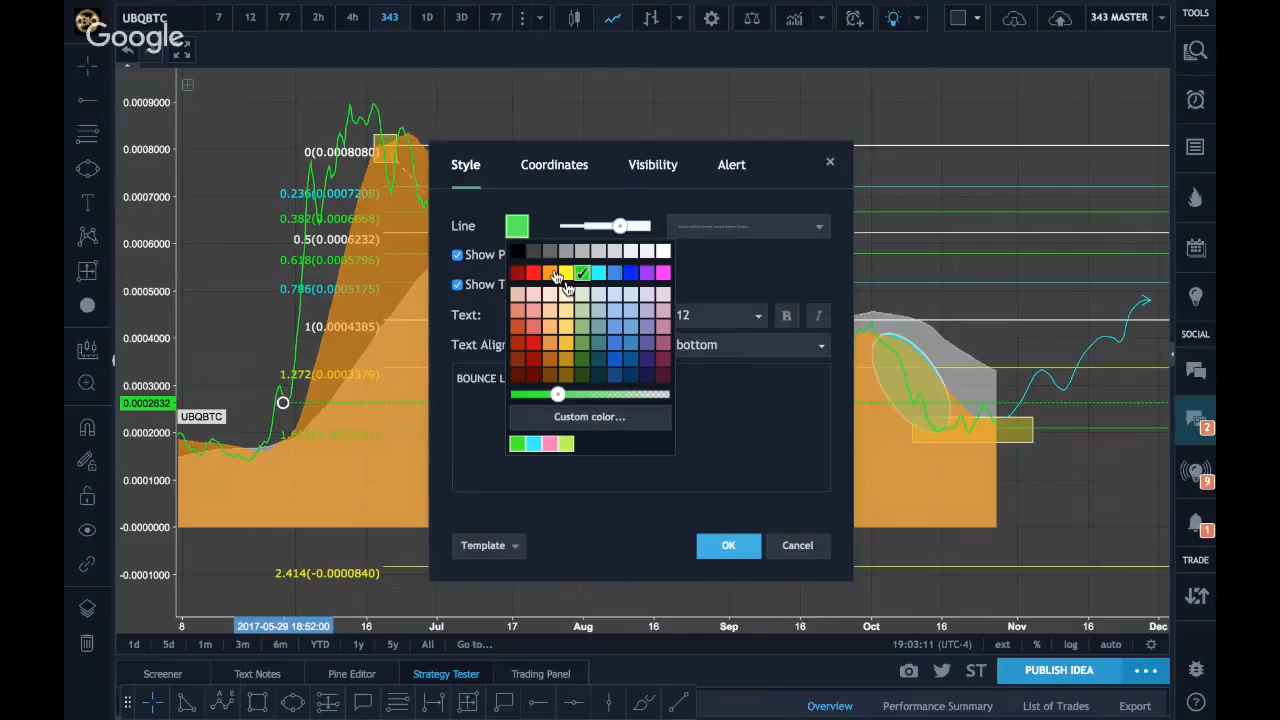 UBQBTC 7 12 77 2h 4h 343 1D 3D 77 343 MASTER TOOLS
Google
0.0009000
0.0008000
0.0007000
0.0006000
0.0005000
0.0004000
0.0003000
0.0002632
0.0002000
0.0001000
-0.0000000
-0.0001000
0(0.0008080)
0.236(0.0007208)
0.382(0.0006668)
0.5(0.0006232)
0.618(0.0005796)
0.786(0.0005175)
1(0.0004385)
1.272(0.0003379)
UBQBTC
2.414(-0.0000840)
Style Coordinates Visibility Alert
Line
Show
Show
Text: 12 B I
Text bottom
BOUNCE
Custom color...
Template OK Cancel
SOCIAL
2
9
1
TRADE
8 2017-05-29 18:52:00 16 Jul 17 Aug 16 Sep 18 Oct 16 Nov 16 Dec
1d 5d 1m 3m 6m YTD 1y 5y All Go to... 19:03:11 (UTC-4) ext % log auto
Screener Text Notes Pine Editor Strategy Tester Trading Panel ST PUBLISH IDEA
Overview Performance Summary List of Trades Export